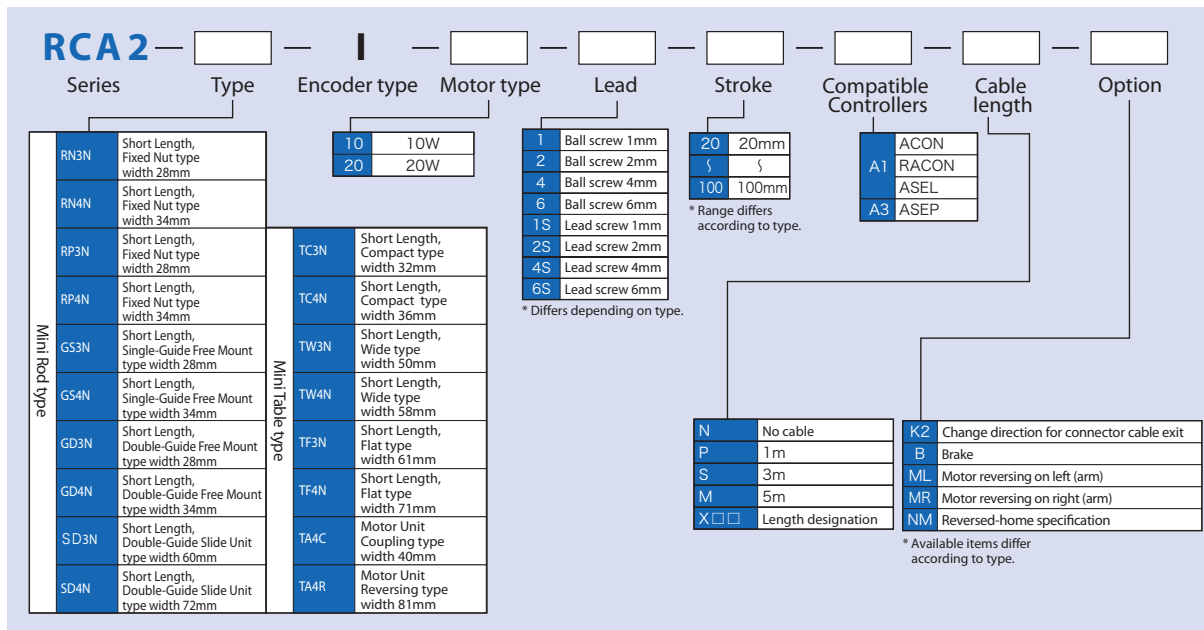 RCA2 — □ — I — □ — □ — □ — □ — □ — □
Series Type Encoder type Motor type Lead Stroke Compatible Controllers Cable length Option
Mini Rod type
RN3N Short Length,
Fixed Nut type
width 28mm
RN4N Short Length,
Fixed Nut type
width 34mm
RP3N Short Length,
Fixed Nut type
width 28mm
RP4N Short Length,
Fixed Nut type
width 34mm
GS3N Short Length,
Single-Guide Free Mount
type width 28mm
GS4N Short Length,
Single-Guide Free Mount
type width 34mm
GD3N Short Length,
Double-Guide Free Mount
type width 28mm
GD4N Short Length,
Double-Guide Free Mount
type width 34mm
SD3N Short Length,
Double-Guide Slide Unit
type width 60mm
SD4N Short Length,
Double-Guide Slide Unit
type width 72mm
Mini Table type
TC3N Short Length,
Compact type
width 32mm
TC4N Short Length,
Compact type
width 36mm
TW3N Short Length,
Wide type
width 50mm
TW4N Short Length,
Wide type
width 58mm
TF3N Short Length,
Flat type
width 61mm
TF4N Short Length,
Flat type
width 71mm
TA4C Motor Unit
Coupling type
width 40mm
TA4R Motor Unit
Reversing type
width 81mm
10 10W
20 20W
1 Ball screw 1mm
2 Ball screw 2mm
4 Ball screw 4mm
6 Ball screw 6mm
1S Lead screw 1mm
2S Lead screw 2mm
4S Lead screw 4mm
6S Lead screw 6mm
* Differs depending on type.
20 20mm
⟆ ⟆
100 100mm
* Range differs
according to type.
A1 ACON
RACON
ASEL
A3 ASEP
N No cable
P 1m
S 3m
M 5m
X□□ Length designation
K2 Change direction for connector cable exit
B Brake
ML Motor reversing on left (arm)
MR Motor reversing on right (arm)
NM Reversed-home specification
* Available items differ
according to type.